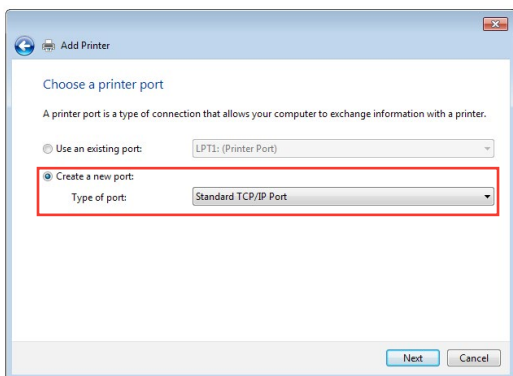 Add Printer
Choose a printer port
A printer port is a type of connection that allows your computer to exchange information with a printer.
Use an existing port: LPT1: (Printer Port)
Create a new port:
Type of port: Standard TCP/IP Port
Next Cancel